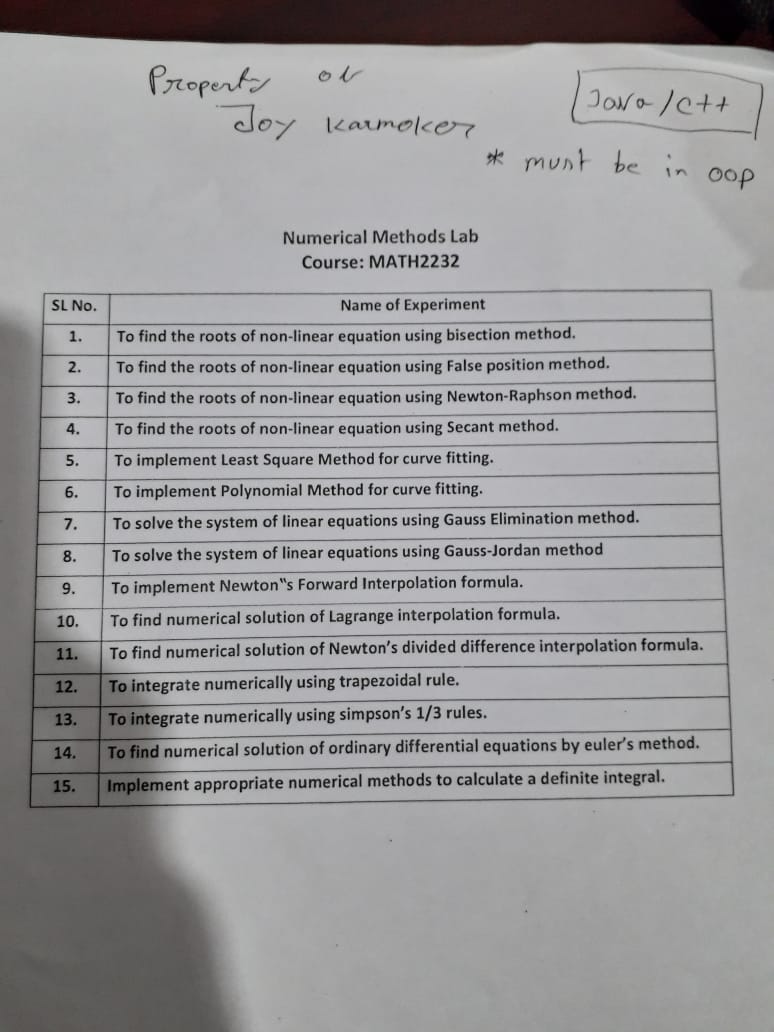 Property of
Joy Karmoker
Java/C++
* must be in oop
Numerical Methods Lab
Course: MATH2232
SL No. Name of Experiment
1. To find the roots of non-linear equation using bisection method.
2. To find the roots of non-linear equation using False position method.
3. To find the roots of non-linear equation using Newton-Raphson method.
4. To find the roots of non-linear equation using Secant method.
5. To implement Least Square Method for curve fitting.
6. To implement Polynomial Method for curve fitting.
7. To solve the system of linear equations using Gauss Elimination method.
8. To solve the system of linear equations using Gauss-Jordan method
9. To implement Newton"s Forward Interpolation formula.
10. To find numerical solution of Lagrange interpolation formula.
11. To find numerical solution of Newton’s divided difference interpolation formula.
12. To integrate numerically using trapezoidal rule.
13. To integrate numerically using simpson’s 1/3 rules.
14. To find numerical solution of ordinary differential equations by euler’s method.
15. Implement appropriate numerical methods to calculate a definite integral.